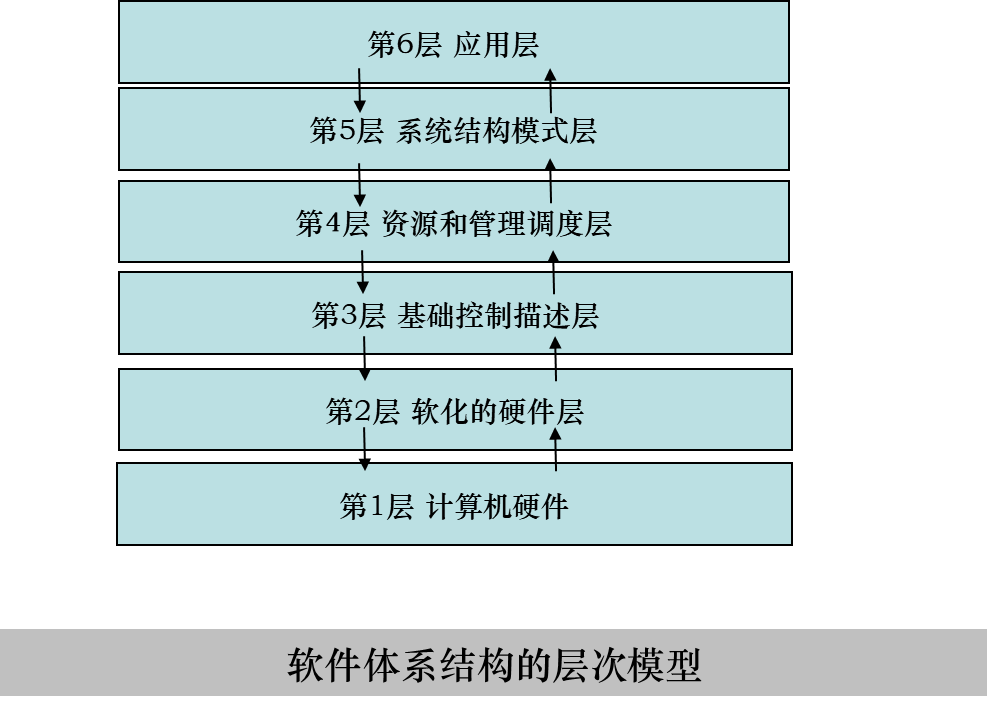 第6层 应用层
第5层 系统结构模式层
第4层 资源和管理调度层
第3层 基础控制描述层
第2层 软化的硬件层
第1层 计算机硬件
软件体系结构的层次模型